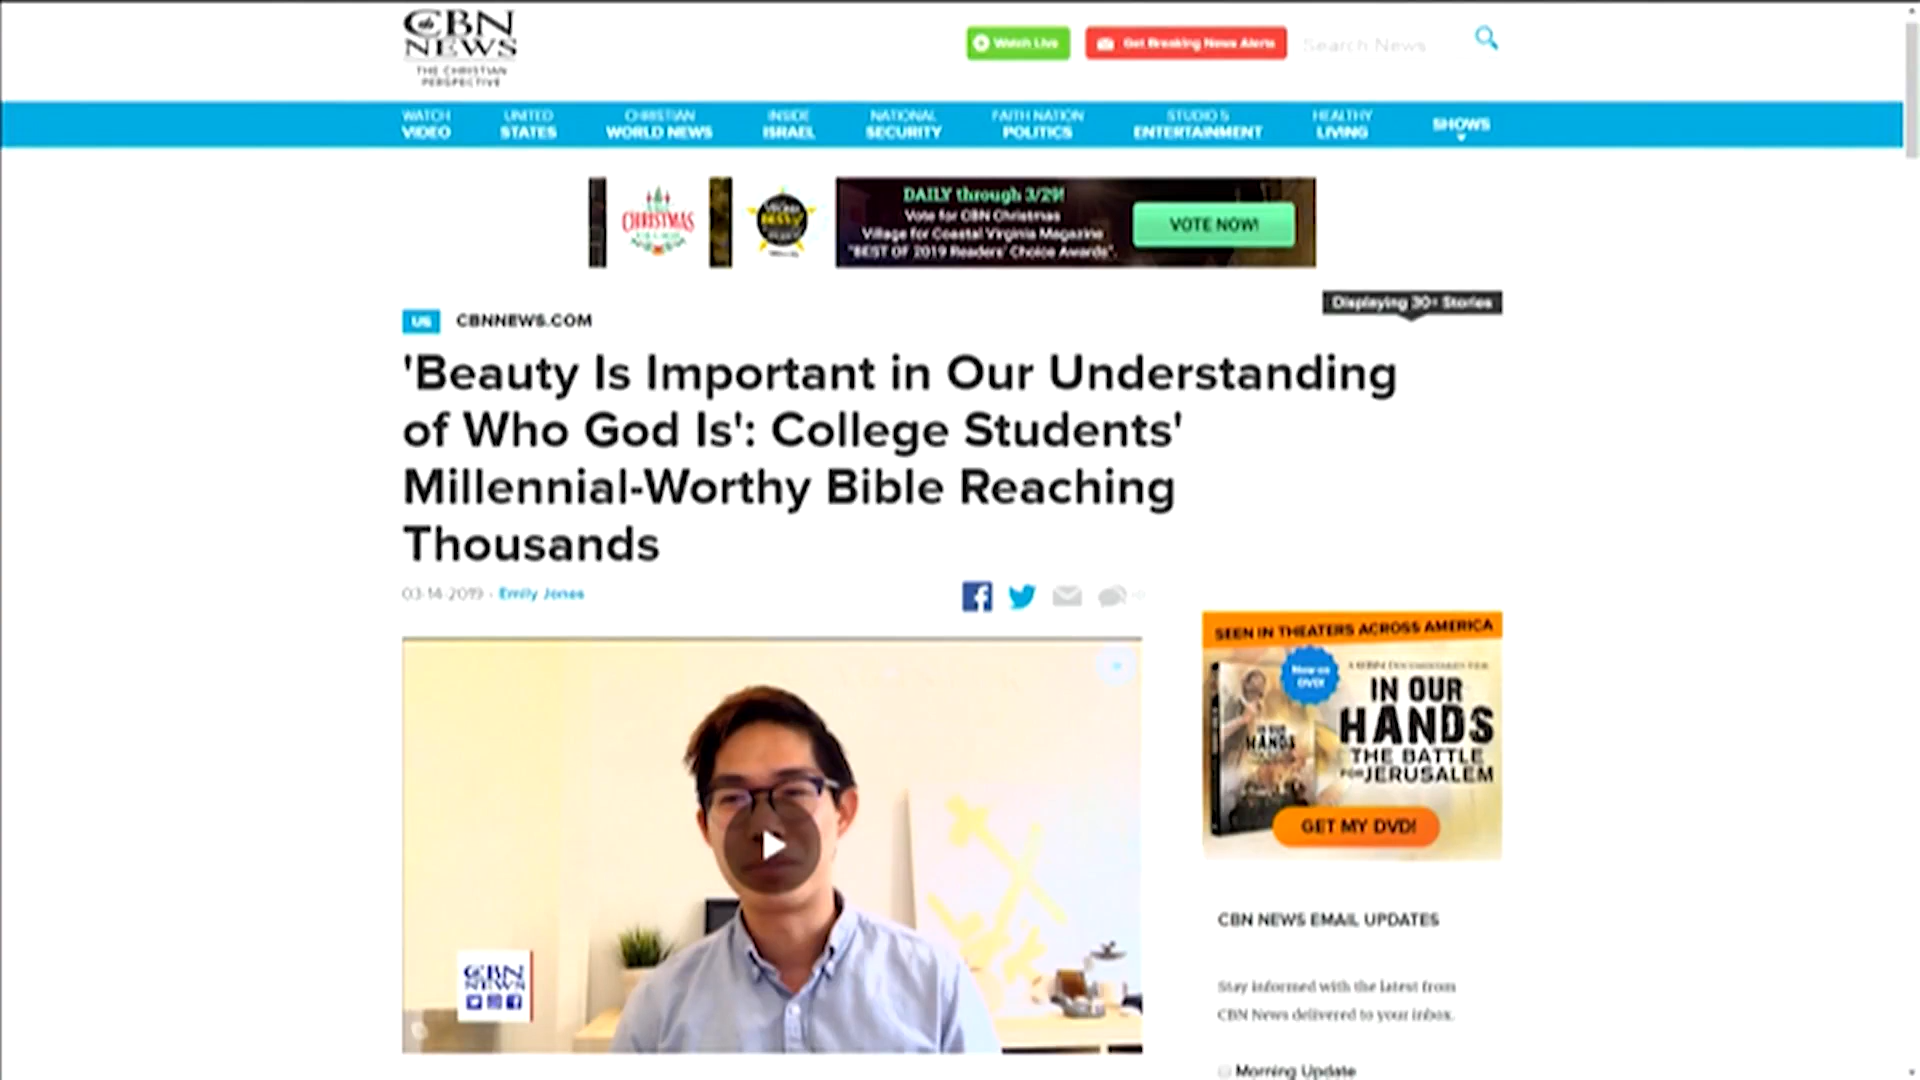 CBN
NEWS
THE CHRISTIAN
PERSPECTIVE
Watch Live
Get Breaking News Alerts
Search News
WATCH
VIDEO
UNITED
STATES
CHRISTIAN
WORLD NEWS
INSIDE
ISRAEL
NATIONAL
SECURITY
FAITH NATION
POLITICS
STUDIO 5
ENTERTAINMENT
HEALTHY
LIVING
SHOWS
CHRISTMAS
DAILY through 3/29!
Vote for CBN Christmas
Village for Coastal Virginia Magazine
"BEST OF 2019 Readers' Choice Awards".
VOTE NOW!
Displaying 30+ Stories
US
CBNNEWS.COM
'Beauty Is Important in Our Understanding
of Who God Is': College Students'
Millennial-Worthy Bible Reaching
Thousands
03-14-2019 - Emily Jones
SEEN IN THEATERS ACROSS AMERICA
Now on
DVD!
A CBN DOCUMENTARY FILM
IN OUR
HANDS
THE BATTLE
FOR JERUSALEM
IN OUR
HANDS
GET MY DVD!
CBN
NEWS
CBN NEWS EMAIL UPDATES
Stay informed with the latest from
CBN News delivered to your inbox.
Morning Update